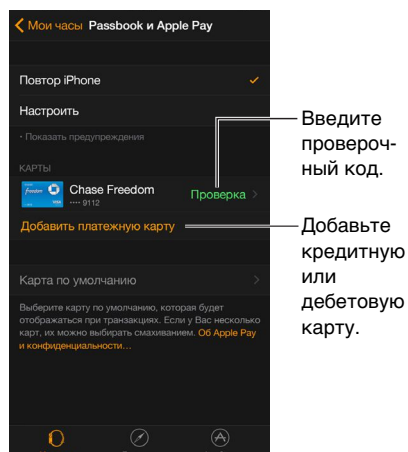 Мои часы Passbook и Apple Pay
Повтор iPhone
Настроить
• Показать предупреждения
КАРТЫ
Chase Freedom
•••• 9112
Проверка
Добавить платежную карту
Карта по умолчанию
Выберите карту по умолчанию, которая будет
отображаться при транзакциях. Если у Вас несколько
карт, их можно выбирать смахиванием. Об Apple Pay
и конфиденциальности…
Введите
провероч-
ный код.
Добавьте
кредитную
или
дебетовую
карту.